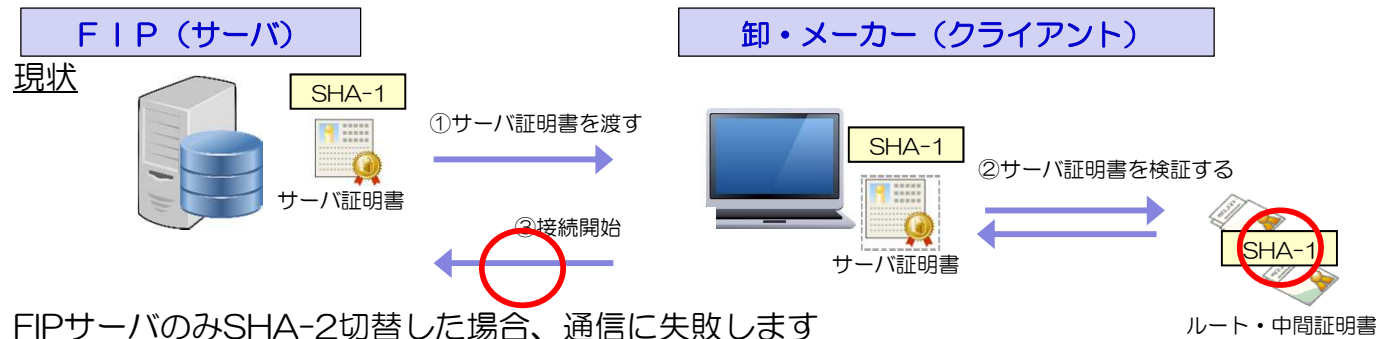 FIP（サーバ）
卸・メーカー（クライアント）
現状
SHA-1
①サーバ証明書を渡す
サーバ証明書
③接続開始
SHA-1
②サーバ証明書を検証する
サーバ証明書
SHA-1
ルート・中間証明書
FIPサーバのみSHA-2切替した場合、通信に失敗します